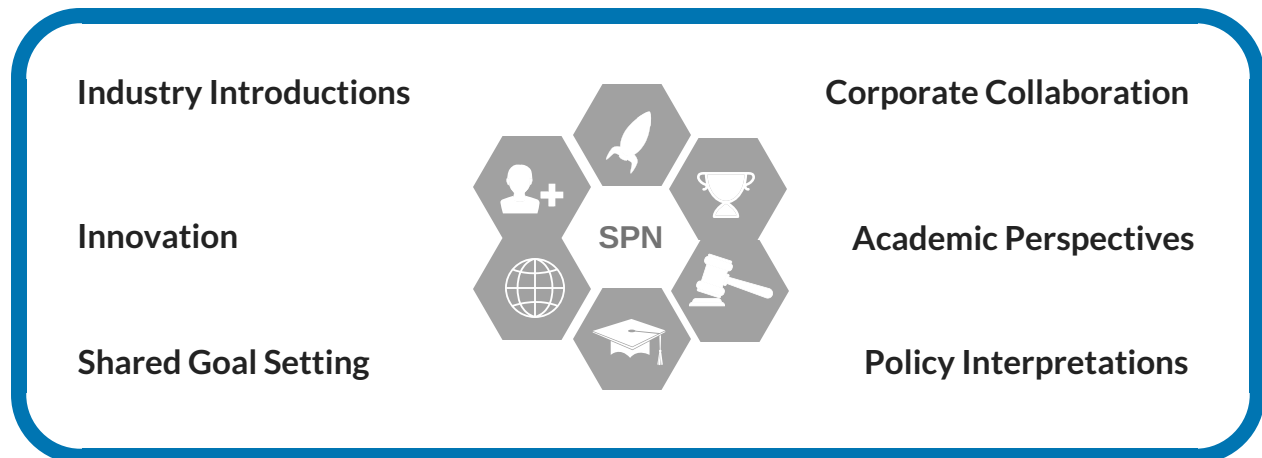 Industry Introductions
Corporate Collaboration
Innovation
SPN
Academic Perspectives
Shared Goal Setting
Policy Interpretations